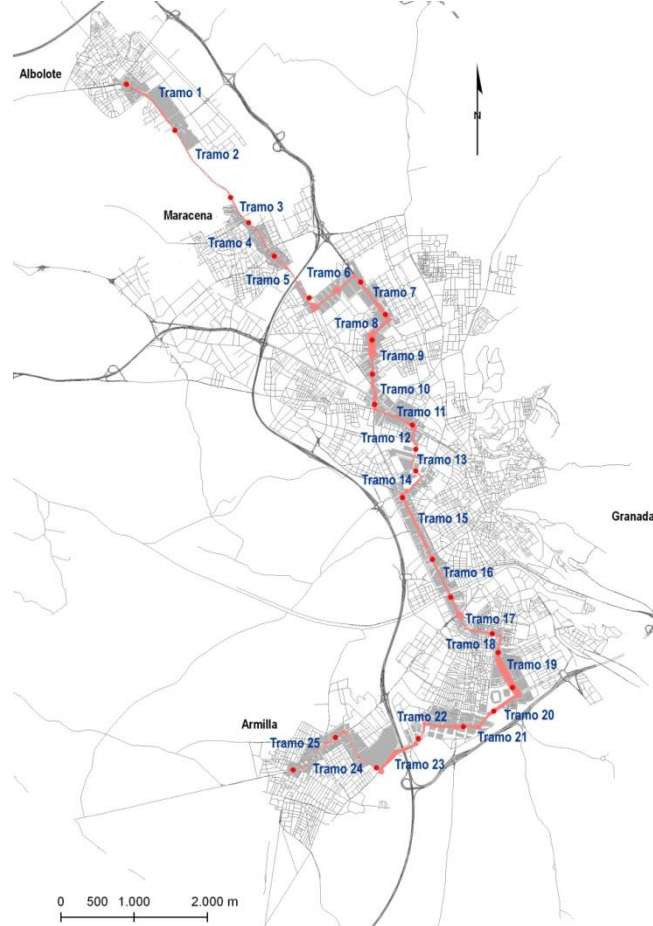 Albolote
Tramo 1
N
Tramo 2
Tramo 3
Maracena
Tramo 4
Tramo 5
Tramo 6
Tramo 7
Tramo 8
Tramo 9
Tramo 10
Tramo 11
Tramo 12
Tramo 13
Tramo 14
Tramo 15
Granada
Tramo 16
Tramo 17
Tramo 18
Tramo 19
Tramo 20
Tramo 21
Tramo 22
Armilla
Tramo 23
Tramo 24
Tramo 25
0 500 1.000 2.000 m